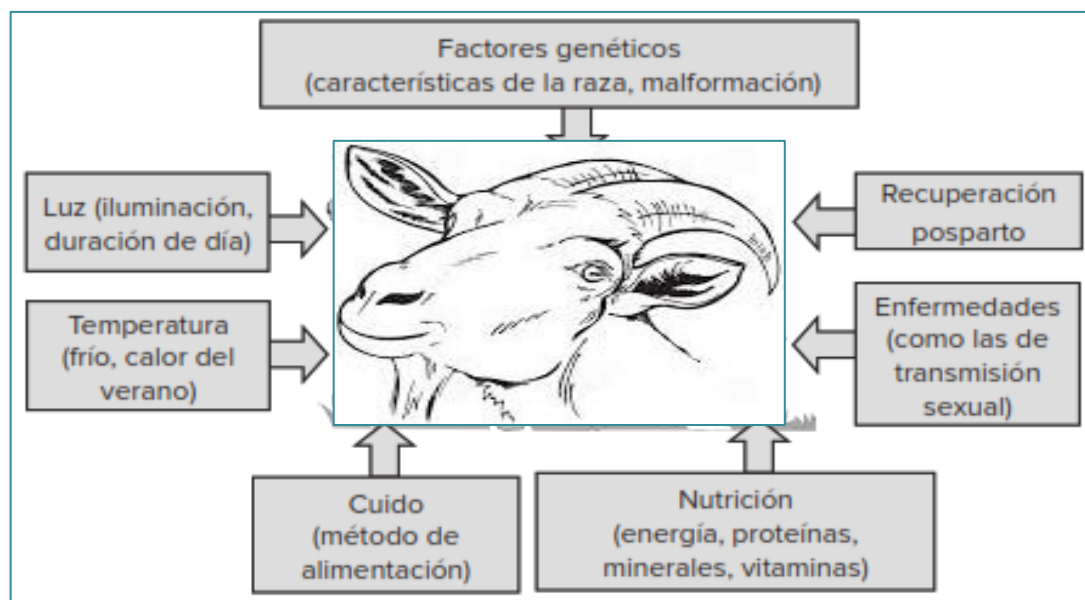 Factores genéticos
(características de la raza, malformación)
Luz (iluminación,
duración de día)
Recuperación
posparto
Temperatura
(frío, calor del
verano)
Enfermedades
(como las de
transmisión
sexual)
Cuido
(método de
alimentación)
Nutrición
(energía, proteínas,
minerales, vitaminas)